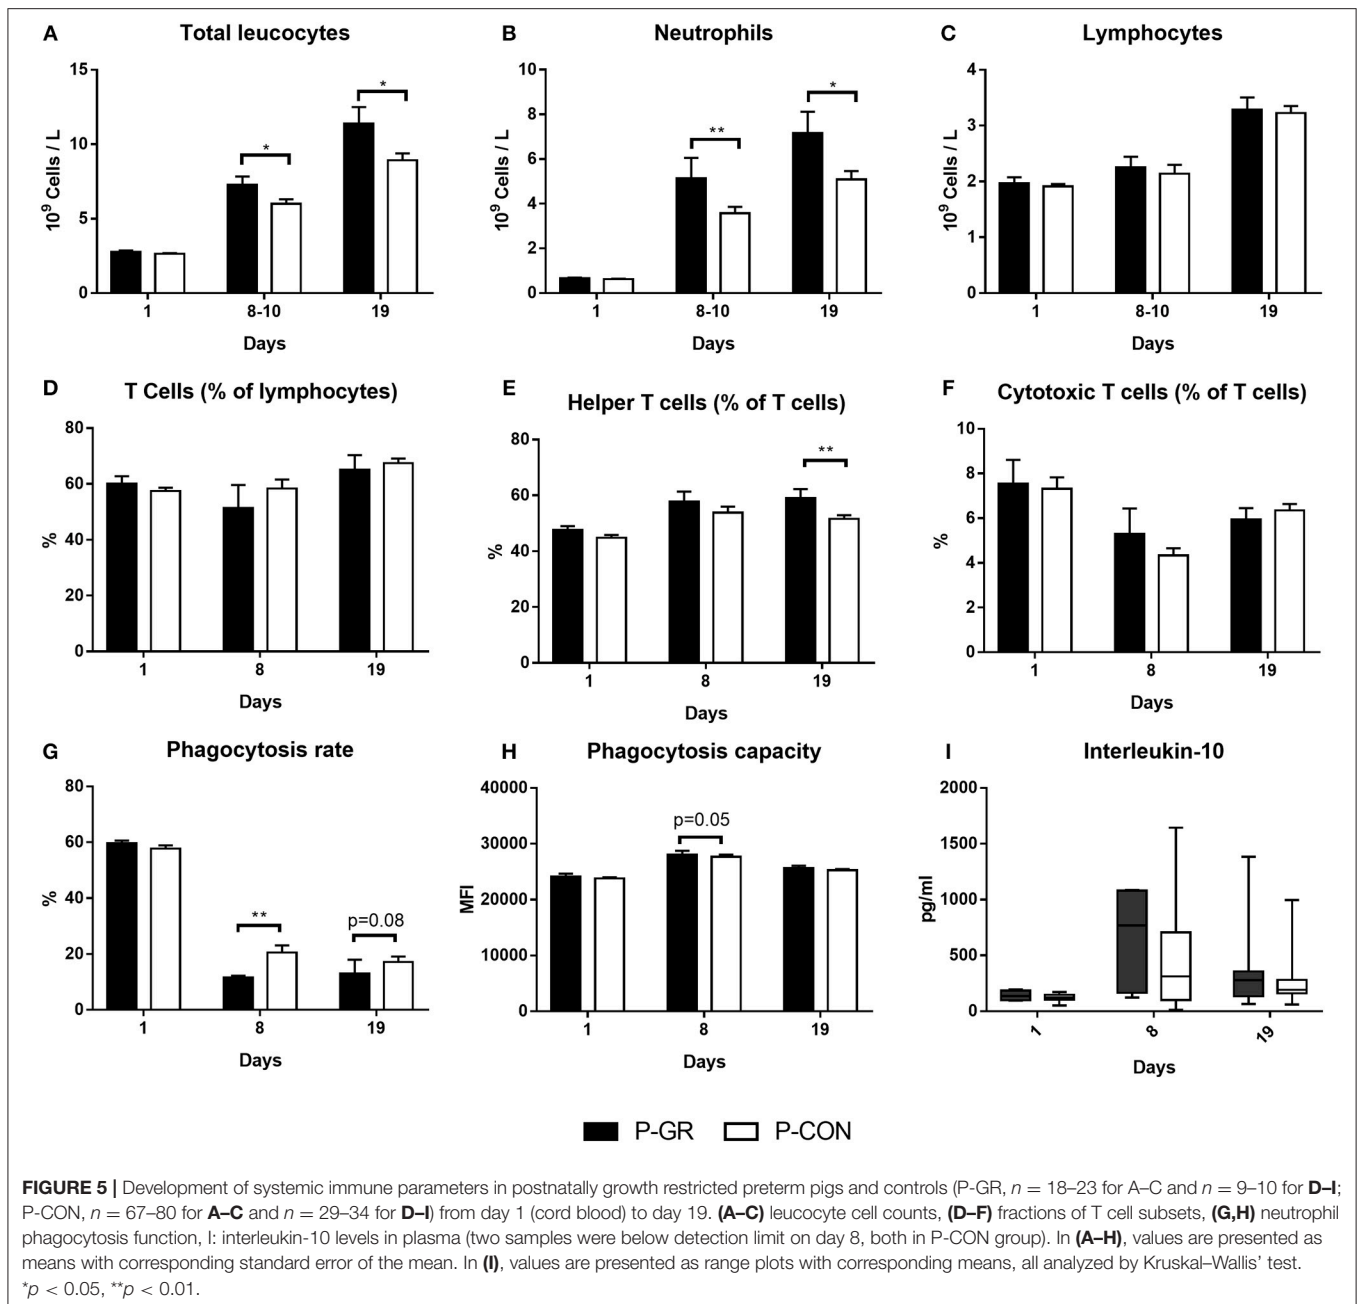 A Total leucocytes
15
10
5
0
10⁹ Cells / L
*
*
1 8-10 19
Days
B Neutrophils
10
8
6
4
2
0
10⁹ Cells / L
**
*
1 8-10 19
Days
C Lymphocytes
4
3
2
1
0
10⁹ Cells / L
1 8-10 19
Days
D T Cells (% of lymphocytes)
80
60
40
20
0
%
1 8 19
Days
E Helper T cells (% of T cells)
80
60
40
20
0
%
**
1 8 19
Days
F Cytotoxic T cells (% of T cells)
10
8
6
4
2
0
%
1 8 19
Days
G Phagocytosis rate
80
60
40
20
0
%
**
p=0.08
1 8 19
Days
H Phagocytosis capacity
40000
30000
20000
10000
0
MFI
p=0.05
1 8 19
Days
I Interleukin-10
2000
1500
1000
500
0
pg/ml
1 8 19
Days
P-GR P-CON
FIGURE 5 | Development of systemic immune parameters in postnatally growth restricted preterm pigs and controls (P-GR, n = 18–23 for A–C and n = 9–10 for D–I;
P-CON, n = 67–80 for A–C and n = 29–34 for D–I) from day 1 (cord blood) to day 19. (A–C) leucocyte cell counts, (D–F) fractions of T cell subsets, (G,H) neutrophil
phagocytosis function, I: interleukin-10 levels in plasma (two samples were below detection limit on day 8, both in P-CON group). In (A–H), values are presented as
means with corresponding standard error of the mean. In (I), values are presented as range plots with corresponding means, all analyzed by Kruskal–Wallis' test.
*p < 0.05, **p < 0.01.